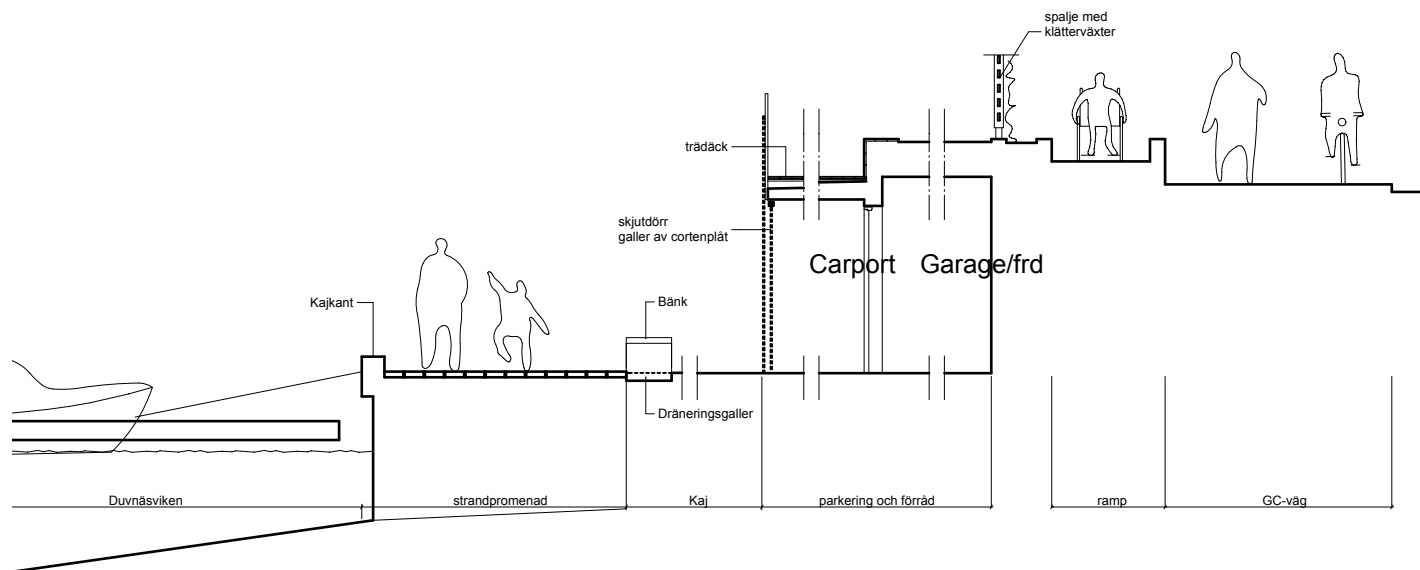 spalje med
klätterväxter
trädäck
skjutdörr
galler av cortenplåt
Carport
Garage/frd
Kajkant
Bänk
Dräneringsgaller
Duvnäsviken
strandpromenad
Kaj
parkering och förråd
ramp
GC-väg